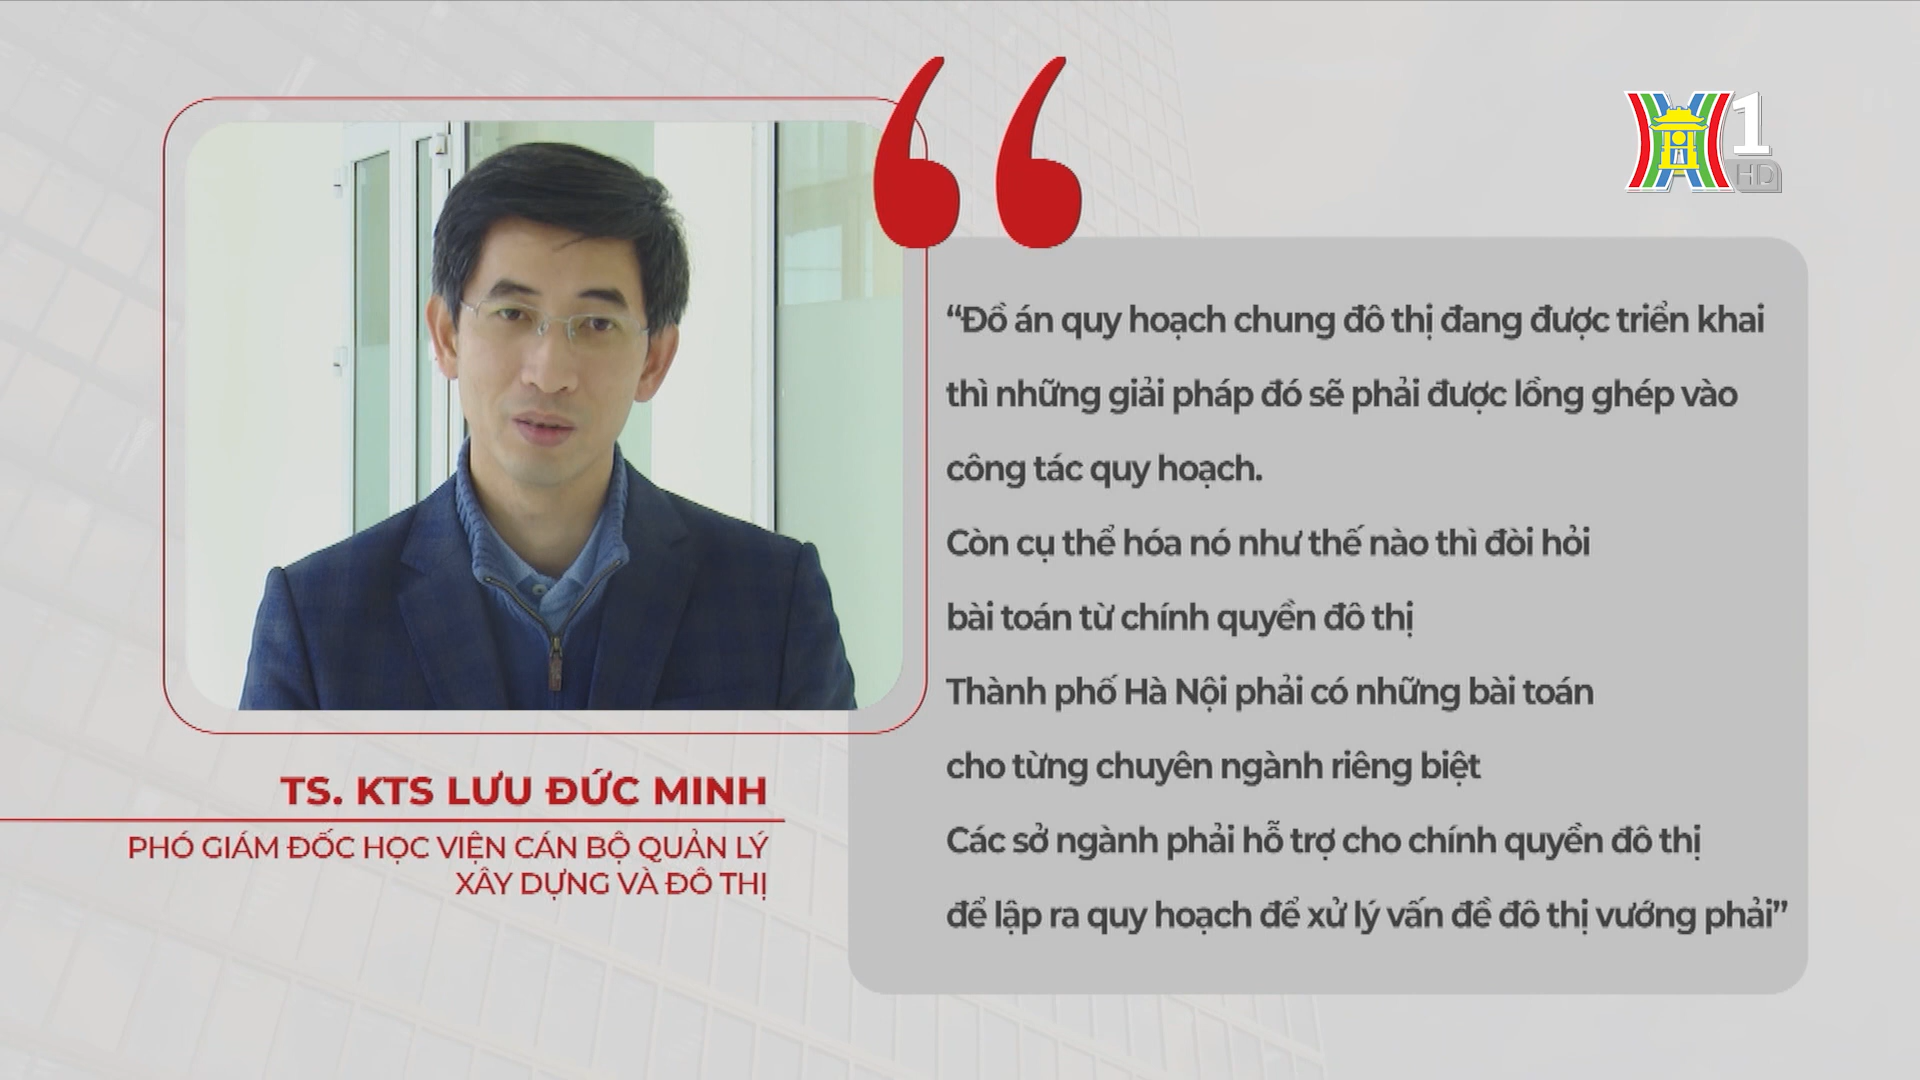 1
HD
“Đồ án quy hoạch chung đô thị đang được triển khai
thì những giải pháp đó sẽ phải được lồng ghép vào
công tác quy hoạch.
Còn cụ thể hóa nó như thế nào thì đòi hỏi
bài toán từ chính quyền đô thị
Thành phố Hà Nội phải có những bài toán
cho từng chuyên ngành riêng biệt
Các sở ngành phải hỗ trợ cho chính quyền đô thị
để lập ra quy hoạch để xử lý vấn đề đô thị vướng phải”
TS. KTS LƯU ĐỨC MINH
PHÓ GIÁM ĐỐC HỌC VIỆN CÁN BỘ QUẢN LÝ
XÂY DỰNG VÀ ĐÔ THỊ